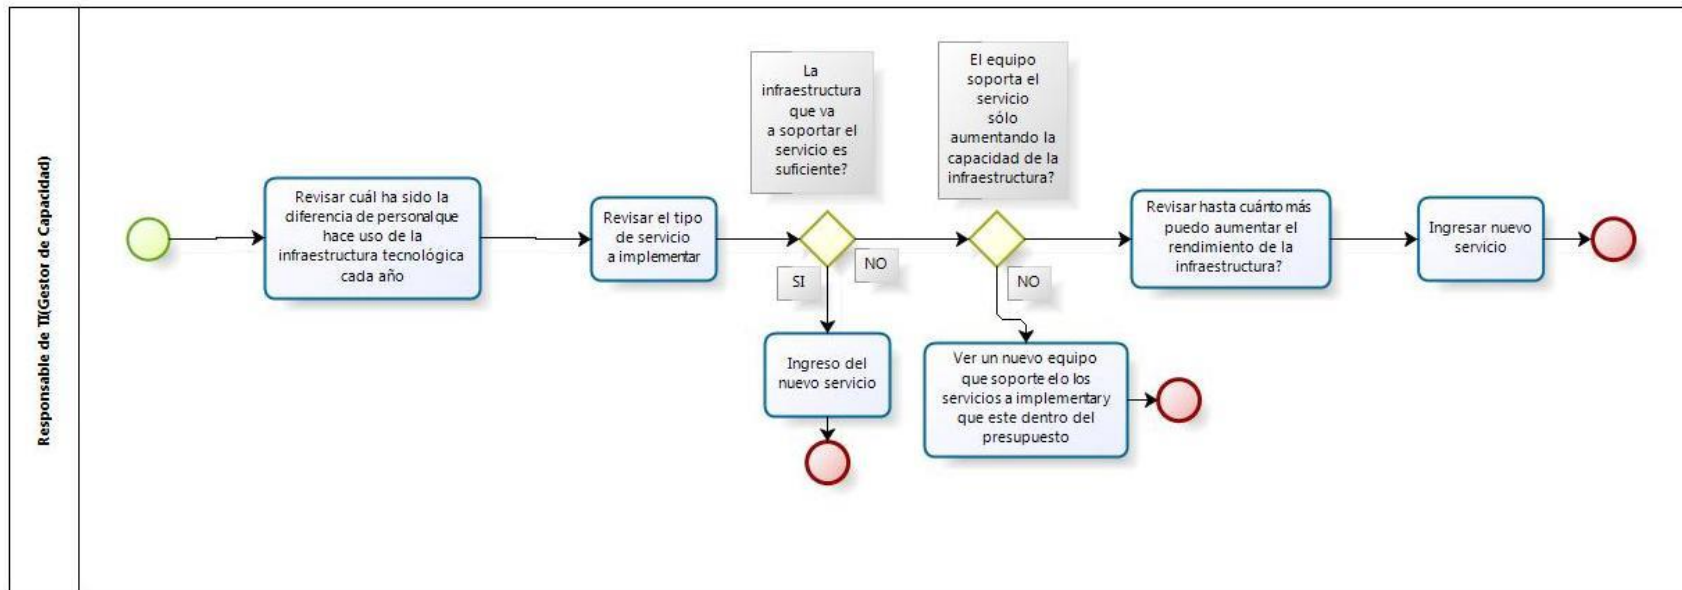 Responsable de TI(Gestor de Capacidad)
Revisar cuál ha sido la
diferencia de personal que
hace uso de la
infraestructura tecnológica
cada año
Revisar el tipo
de servicio
a implementar
La
infraestructura
que va
a soportar el
servicio es
suficiente?
SI
NO
Ingreso del
nuevo servicio
El equipo
soporta el
servicio
sólo
aumentando la
capacidad de la
infraestructura?
NO
Ver un nuevo equipo
que soporte el o los
servicios a implementar y
que este dentro del
presupuesto
Revisar hasta cuánto más
puedo aumentar el
rendimiento de la
infraestructura?
Ingresar nuevo
servicio